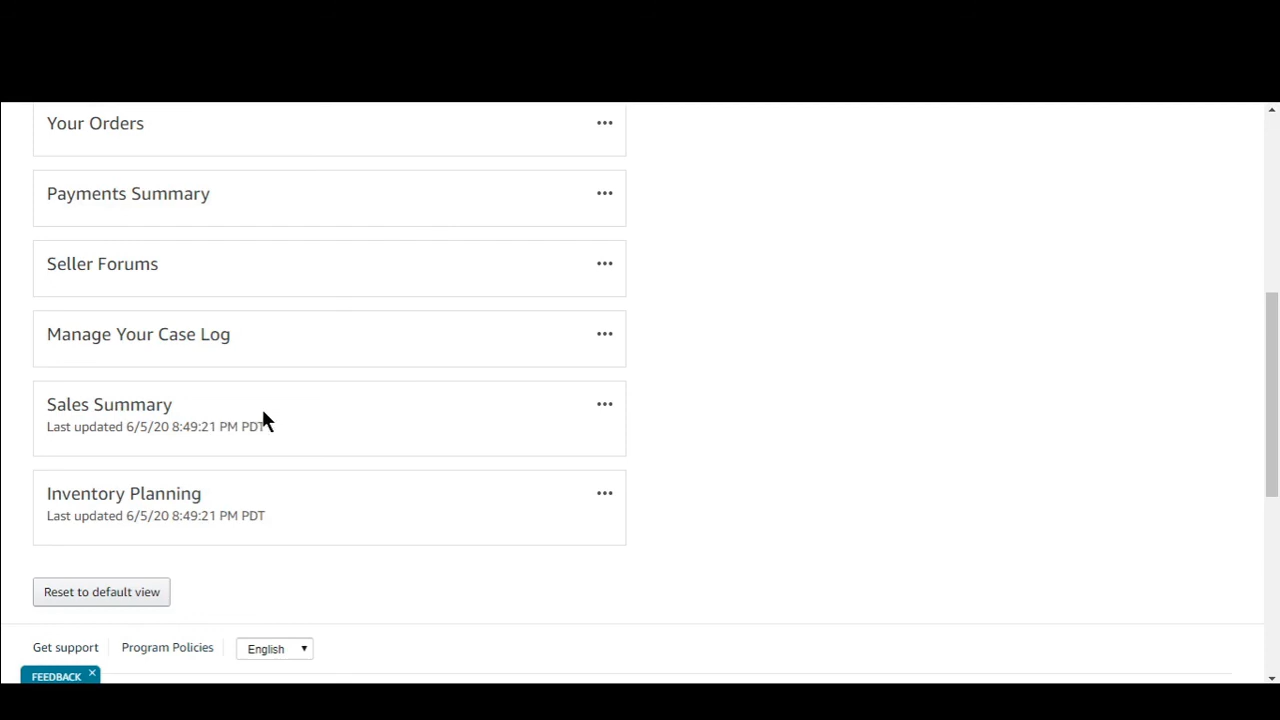 Your Orders
Payments Summary
Seller Forums
Manage Your Case Log
Sales Summary
Last updated 6/5/20 8:49:21 PM PDT
Inventory Planning
Last updated 6/5/20 8:49:21 PM PDT
Reset to default view
Get support Program Policies English
FEEDBACK